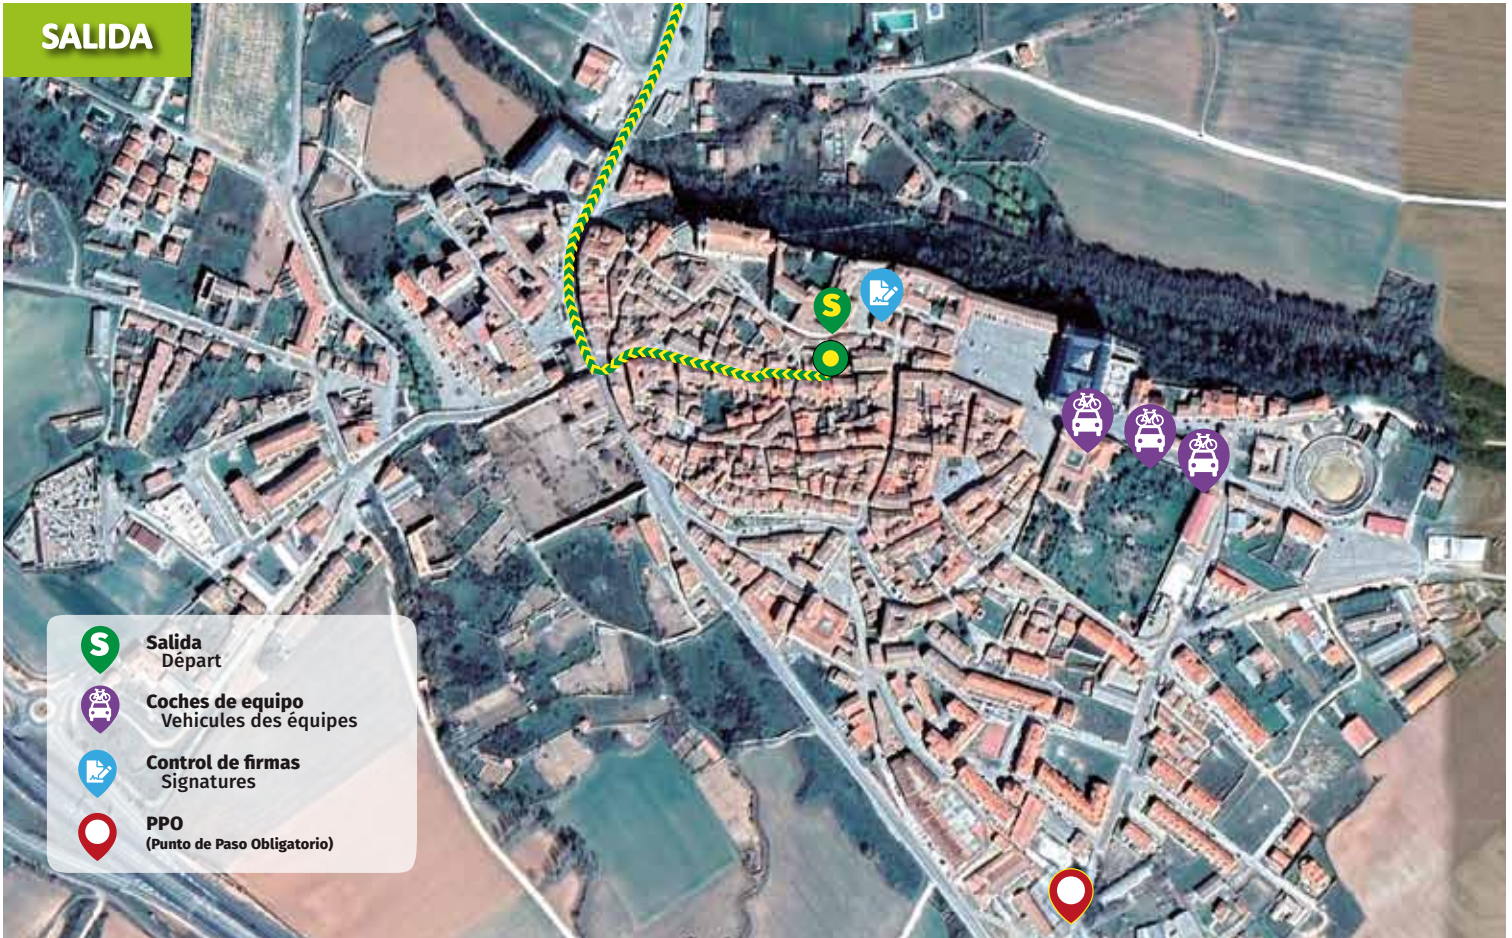 SALIDA
S
S
Salida
Départ
Coches de equipo
Vehicules des équipes
Control de firmas
Signatures
PPO
(Punto de Paso Obligatorio)